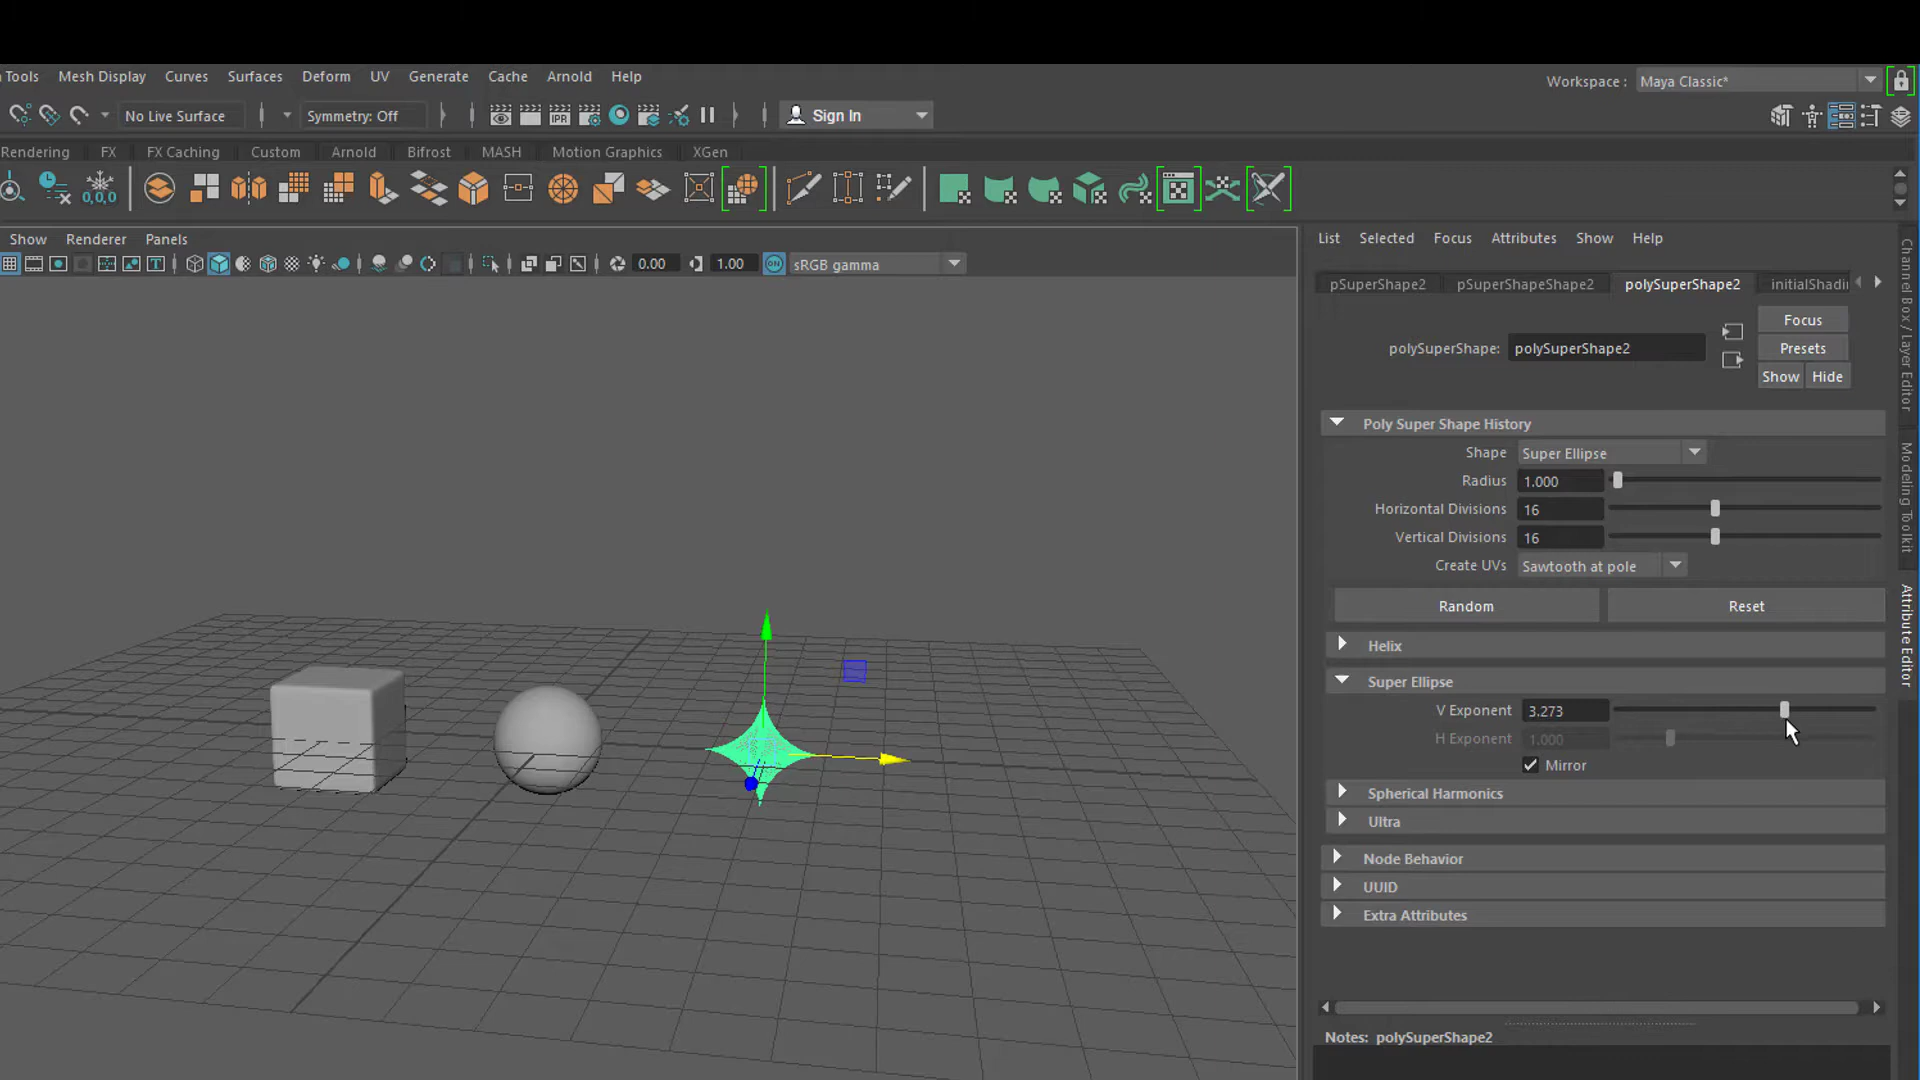 Tools Mesh Display Curves Surfaces Deform UV Generate Cache Arnold Help
Workspace : Maya Classic*
No Live Surface Symmetry: Off IPR Sign In
Rendering FX FX Caching Custom Arnold Bifrost MASH Motion Graphics XGen
0,0,0
Show Renderer Panels
T 0.00 1.00 ON sRGB gamma
List Selected Focus Attributes Show Help
pSuperShape2 pSuperShapeShape2 polySuperShape2 initialShadi
Focus
polySuperShape: polySuperShape2 Presets
Show Hide
Poly Super Shape History
Shape Super Ellipse
Radius 1.000
Horizontal Divisions 16
Vertical Divisions 16
Create UVs Sawtooth at pole
Random Reset
Helix
Super Ellipse
V Exponent 3.273
H Exponent 1.000
Mirror
Spherical Harmonics
Ultra
Node Behavior
UUID
Extra Attributes
Notes: polySuperShape2
Channel Box / Layer Editor
Modeling Toolkit
Attribute Editor